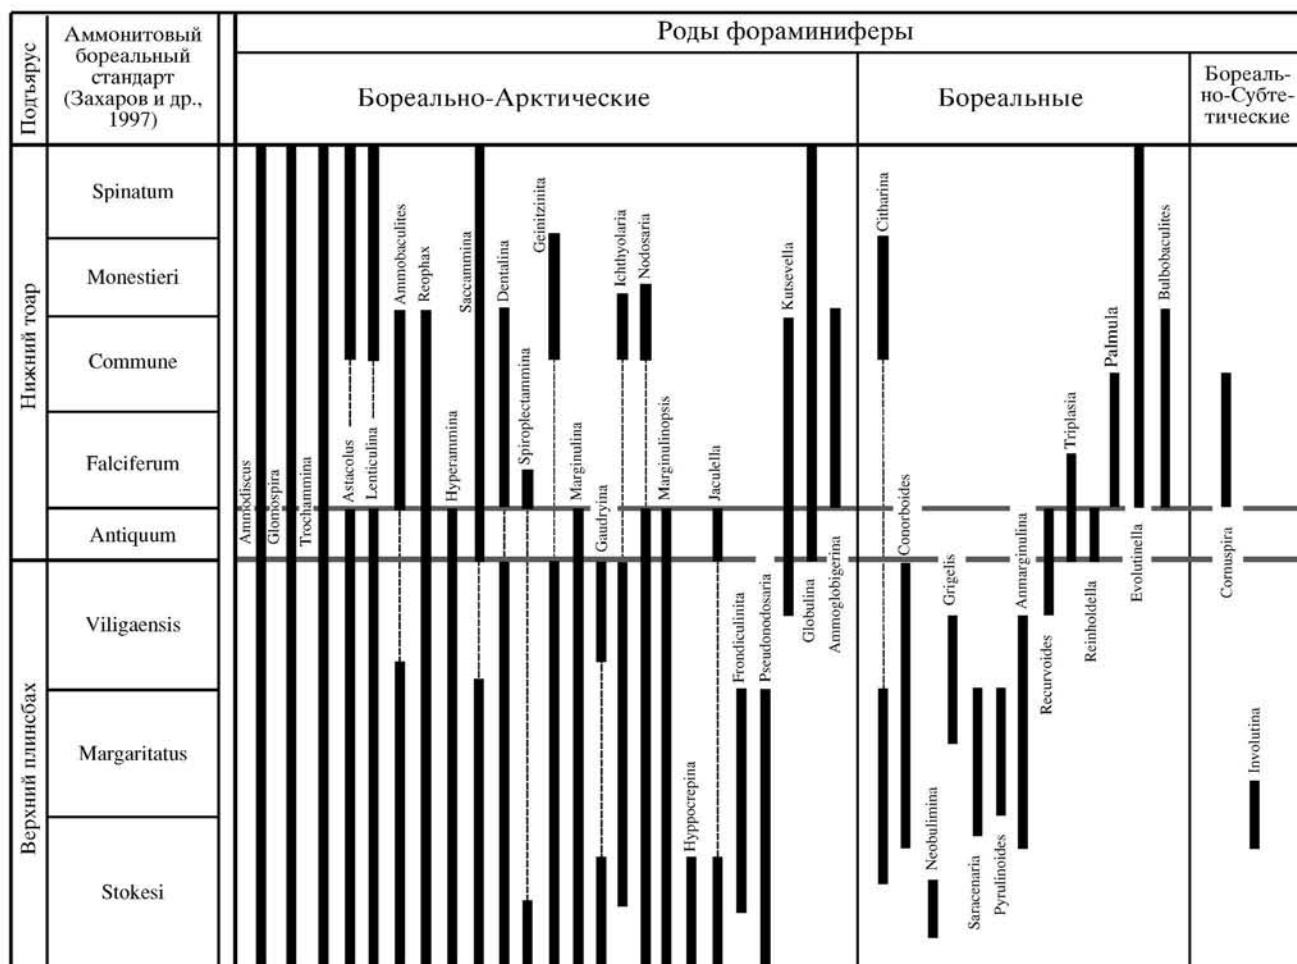 Подъярус
Аммонитовый
бореальный
стандарт
(Захаров и др.,
1997)
Роды фораминиферы
Бореально-Арктические
Бореальные
Бореаль-
но-Субте-
тические
Нижний тоар
Верхний плинсбах
Spinatum
Monestieri
Commune
Falciferum
Antiquum
Viligaensis
Margaritatus
Stokesi
Ammodiscus
Glomospira
Trochammina
Astacolus
Lenticulina
Ammobaculites
Reophax
Hyperammina
Saccammina
Dentalina
Spiroplectammina
Geinitzinita
Marginulina
Gaudryina
Ichthyolaria
Nodosaria
Marginulinopsis
Hyppocrepina
Jaculella
Frondiculinita
Pseudonodosaria
Kutsevella
Globulina
Ammoglobigerina
Citharina
Conorboides
Neobulimina
Grigelis
Saracenaria
Pyrulinoides
Anmarginulina
Recurvoides
Triplasia
Reinholdella
Palmula
Evolutinella
Bulbobaculites
Cornuspira
Involutina